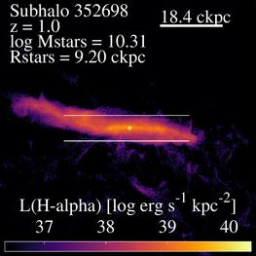 Subhalo 352698
z = 1.0
log Mstars = 10.31
Rstars = 9.20 ckpc
18.4 ckpc
L(H-alpha) [log erg s⁻¹ kpc⁻²]
37 38 39 40